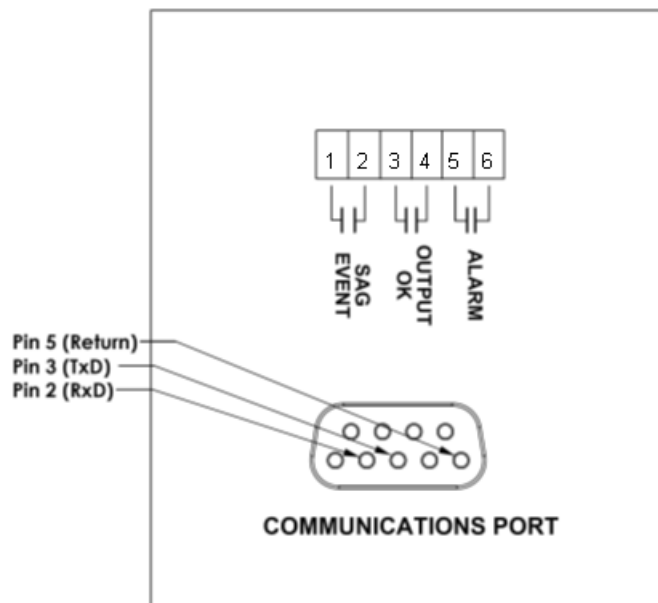 1 2 3 4 5 6
SAG
EVENT
OUTPUT
OK
ALARM
Pin 5 (Return)
Pin 3 (TxD)
Pin 2 (RxD)
COMMUNICATIONS PORT